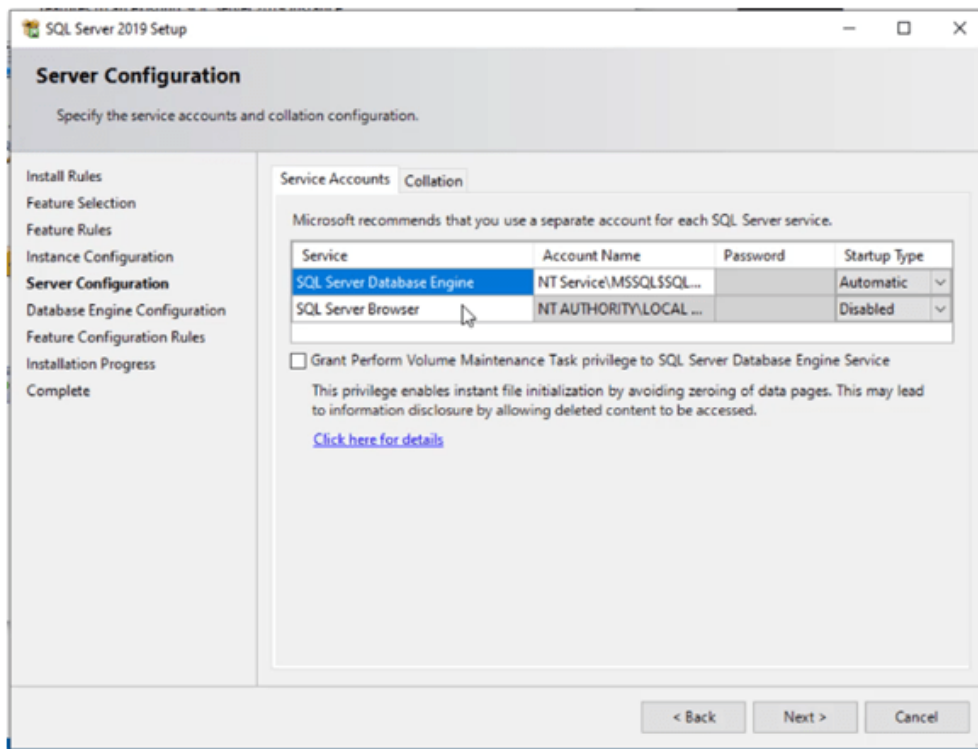 SQL Server 2019 Setup
Server Configuration
Specify the service accounts and collation configuration.
Install Rules
Feature Selection
Feature Rules
Instance Configuration
Server Configuration
Database Engine Configuration
Feature Configuration Rules
Installation Progress
Complete
Service Accounts Collation
Microsoft recommends that you use a separate account for each SQL Server service.
Service Account Name Password Startup Type
SQL Server Database Engine NT Service\MSSQL$SQL... Automatic
SQL Server Browser NT AUTHORITY\LOCAL ... Disabled
Grant Perform Volume Maintenance Task privilege to SQL Server Database Engine Service
This privilege enables instant file initialization by avoiding zeroing of data pages. This may lead
to information disclosure by allowing deleted content to be accessed.
Click here for details
< Back Next > Cancel